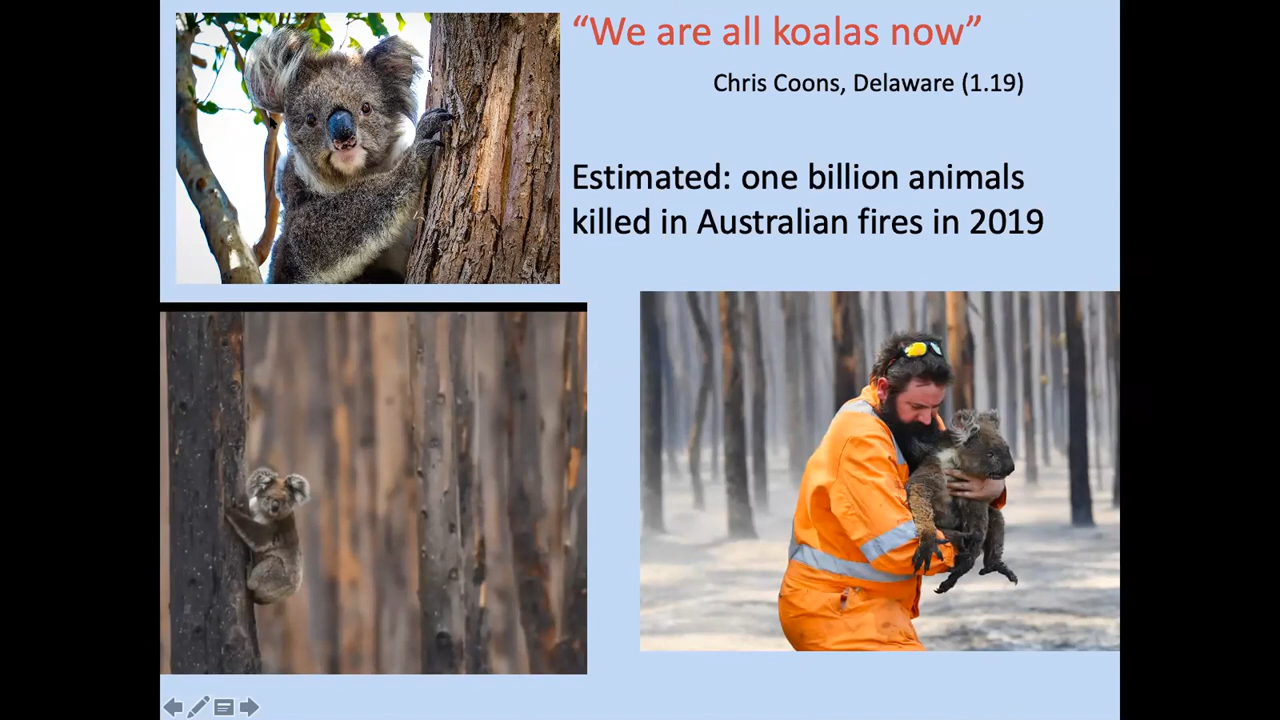 “We are all koalas now”
Chris Coons, Delaware (1.19)
Estimated: one billion animals
killed in Australian fires in 2019